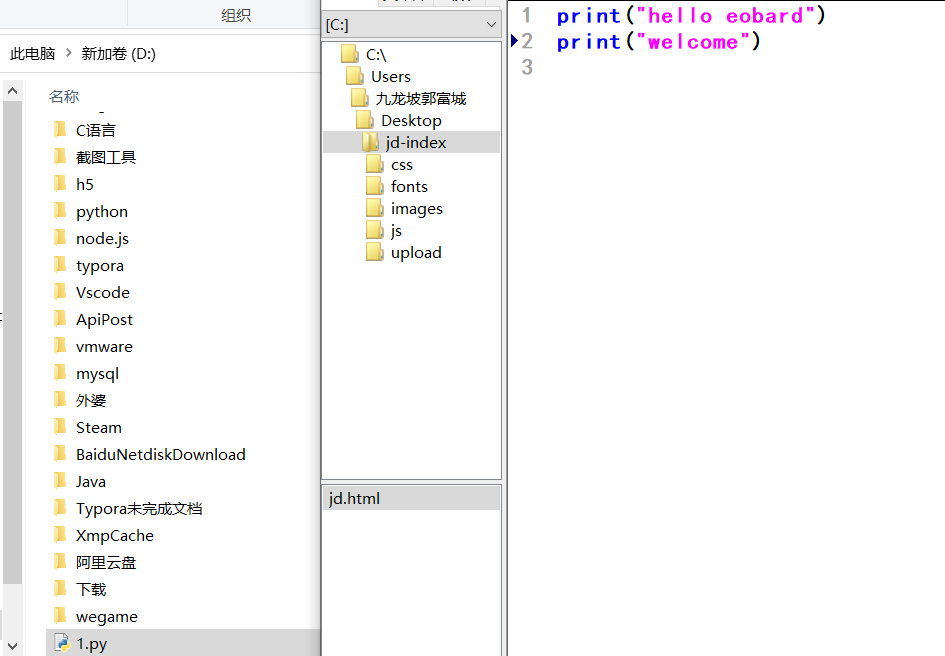 组织
此电脑 > 新加卷 (D:)
名称
C语言
截图工具
h5
python
node.js
typora
Vscode
ApiPost
vmware
mysql
外婆
Steam
BaiduNetdiskDownload
Java
Typora未完成文档
XmpCache
阿里云盘
下载
wegame
1.py
[C:]
C:\
Users
九龙坡郭富城
Desktop
jd-index
css
fonts
images
js
upload
jd.html
1 print("hello eobard")
2 print("welcome")
3